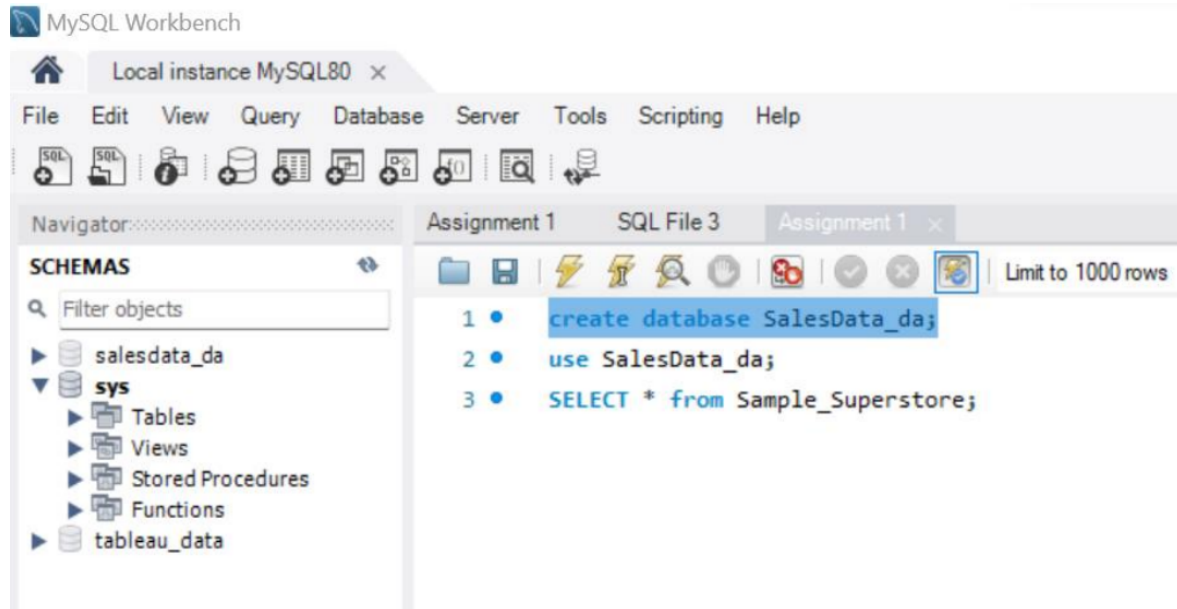 MySQL Workbench
Local instance MySQL80 ×
File Edit View Query Database Server Tools Scripting Help
Navigator
Assignment 1 SQL File 3 Assignment 1 ×
SCHEMAS
Limit to 1000 rows
Filter objects
1 create database SalesData_da;
2 use SalesData_da;
3 SELECT * from Sample_Superstore;
salesdata_da
sys
Tables
Views
Stored Procedures
Functions
tableau_data